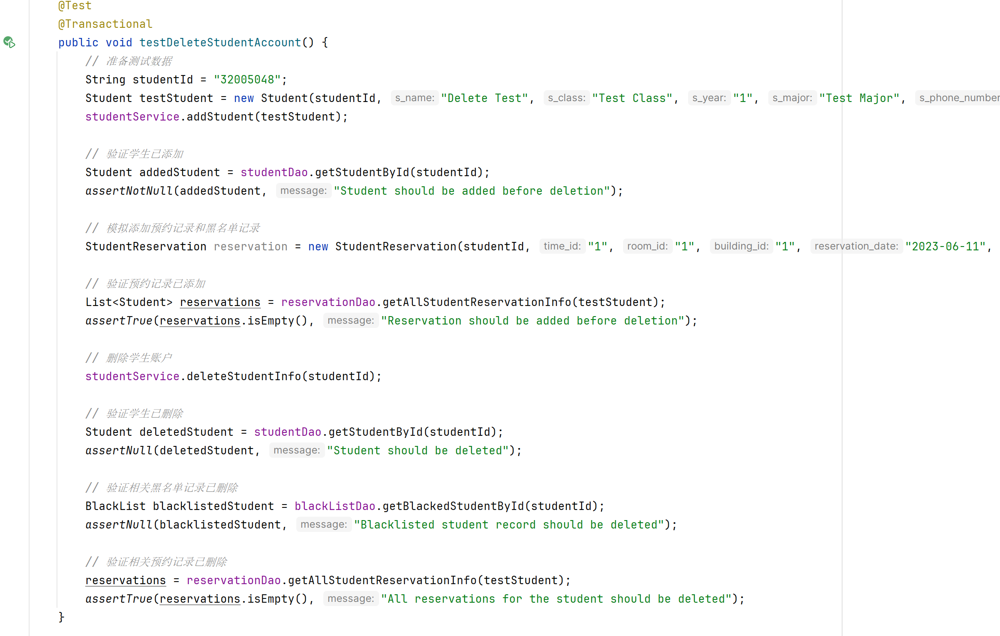 @Test
@Transactional
public void testDeleteStudentAccount() {
// 准备测试数据
String studentId = "32005048";
Student testStudent = new Student(studentId, s_name: "Delete Test", s_class: "Test Class", s_year: "1", s_major: "Test Major", s_phone_number
studentService.addStudent(testStudent);
// 验证学生已添加
Student addedStudent = studentDao.getStudentById(studentId);
assertNotNull(addedStudent, message: "Student should be added before deletion");
// 模拟添加预约记录和黑名单记录
StudentReservation reservation = new StudentReservation(studentId, time_id: "1", room_id: "1", building_id: "1", reservation_date: "2023-06-11",
// 验证预约记录已添加
List<Student> reservations = reservationDao.getAllStudentReservationInfo(testStudent);
assertTrue(reservations.isEmpty(), message: "Reservation should be added before deletion");
// 删除学生账户
studentService.deleteStudentInfo(studentId);
// 验证学生已删除
Student deletedStudent = studentDao.getStudentById(studentId);
assertNull(deletedStudent, message: "Student should be deleted");
// 验证相关黑名单记录已删除
BlackList blacklistedStudent = blackListDao.getBlackedStudentById(studentId);
assertNull(blacklistedStudent, message: "Blacklisted student record should be deleted");
// 验证相关预约记录已删除
reservations = reservationDao.getAllStudentReservationInfo(testStudent);
assertTrue(reservations.isEmpty(), message: "All reservations for the student should be deleted");
}